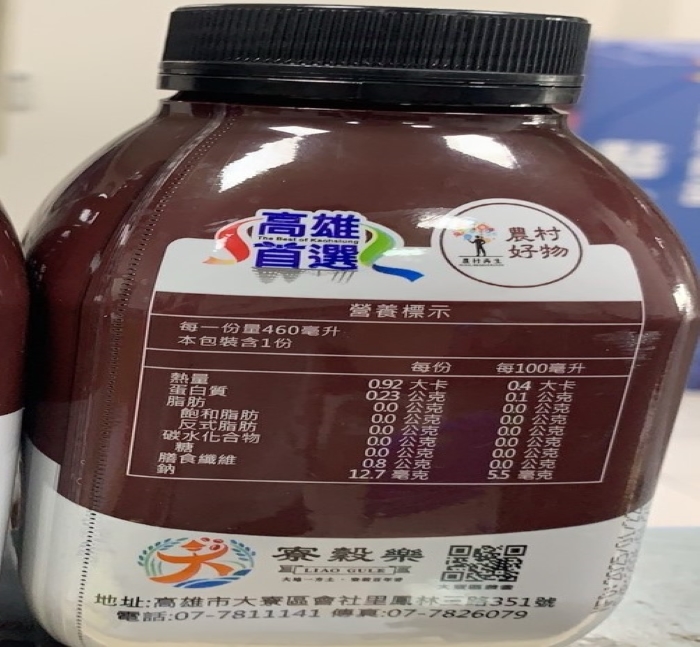 高雄
The Best of Kaohsiung
首選
農村
好物
農村再生
營養標示
每一份量460毫升
本包裝含1份
每份 每100毫升
熱量 0.92 大卡 0.4 大卡
蛋白質 0.23 公克 0.1 公克
脂肪 0.0 公克 0.0 公克
飽和脂肪 0.0 公克 0.0 公克
反式脂肪 0.0 公克 0.0 公克
碳水化合物 0.0 公克 0.0 公克
糖 0.0 公克 0.0 公克
膳食纖維 0.8 公克 0.0 公克
鈉 12.7 毫克 5.5 毫克
寮穀樂
LIAO GULE
地址:高雄市大寮區會社里鳳林三路351號
電話:07-7811141 傳真:07-7826079